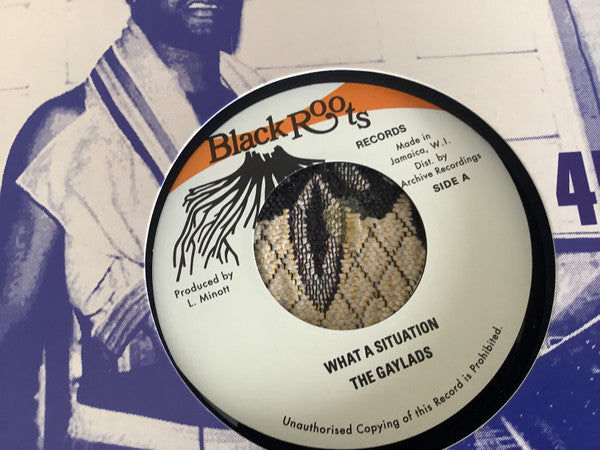 Black Roots
RECORDS
Made in
Jamaica, W.I.
Dist. by
Archive Recordings
SIDE A
Produced by
L. Minott
WHAT A SITUATION
THE GAYLADS
Unauthorised Copying of this Record is Prohibited.
4